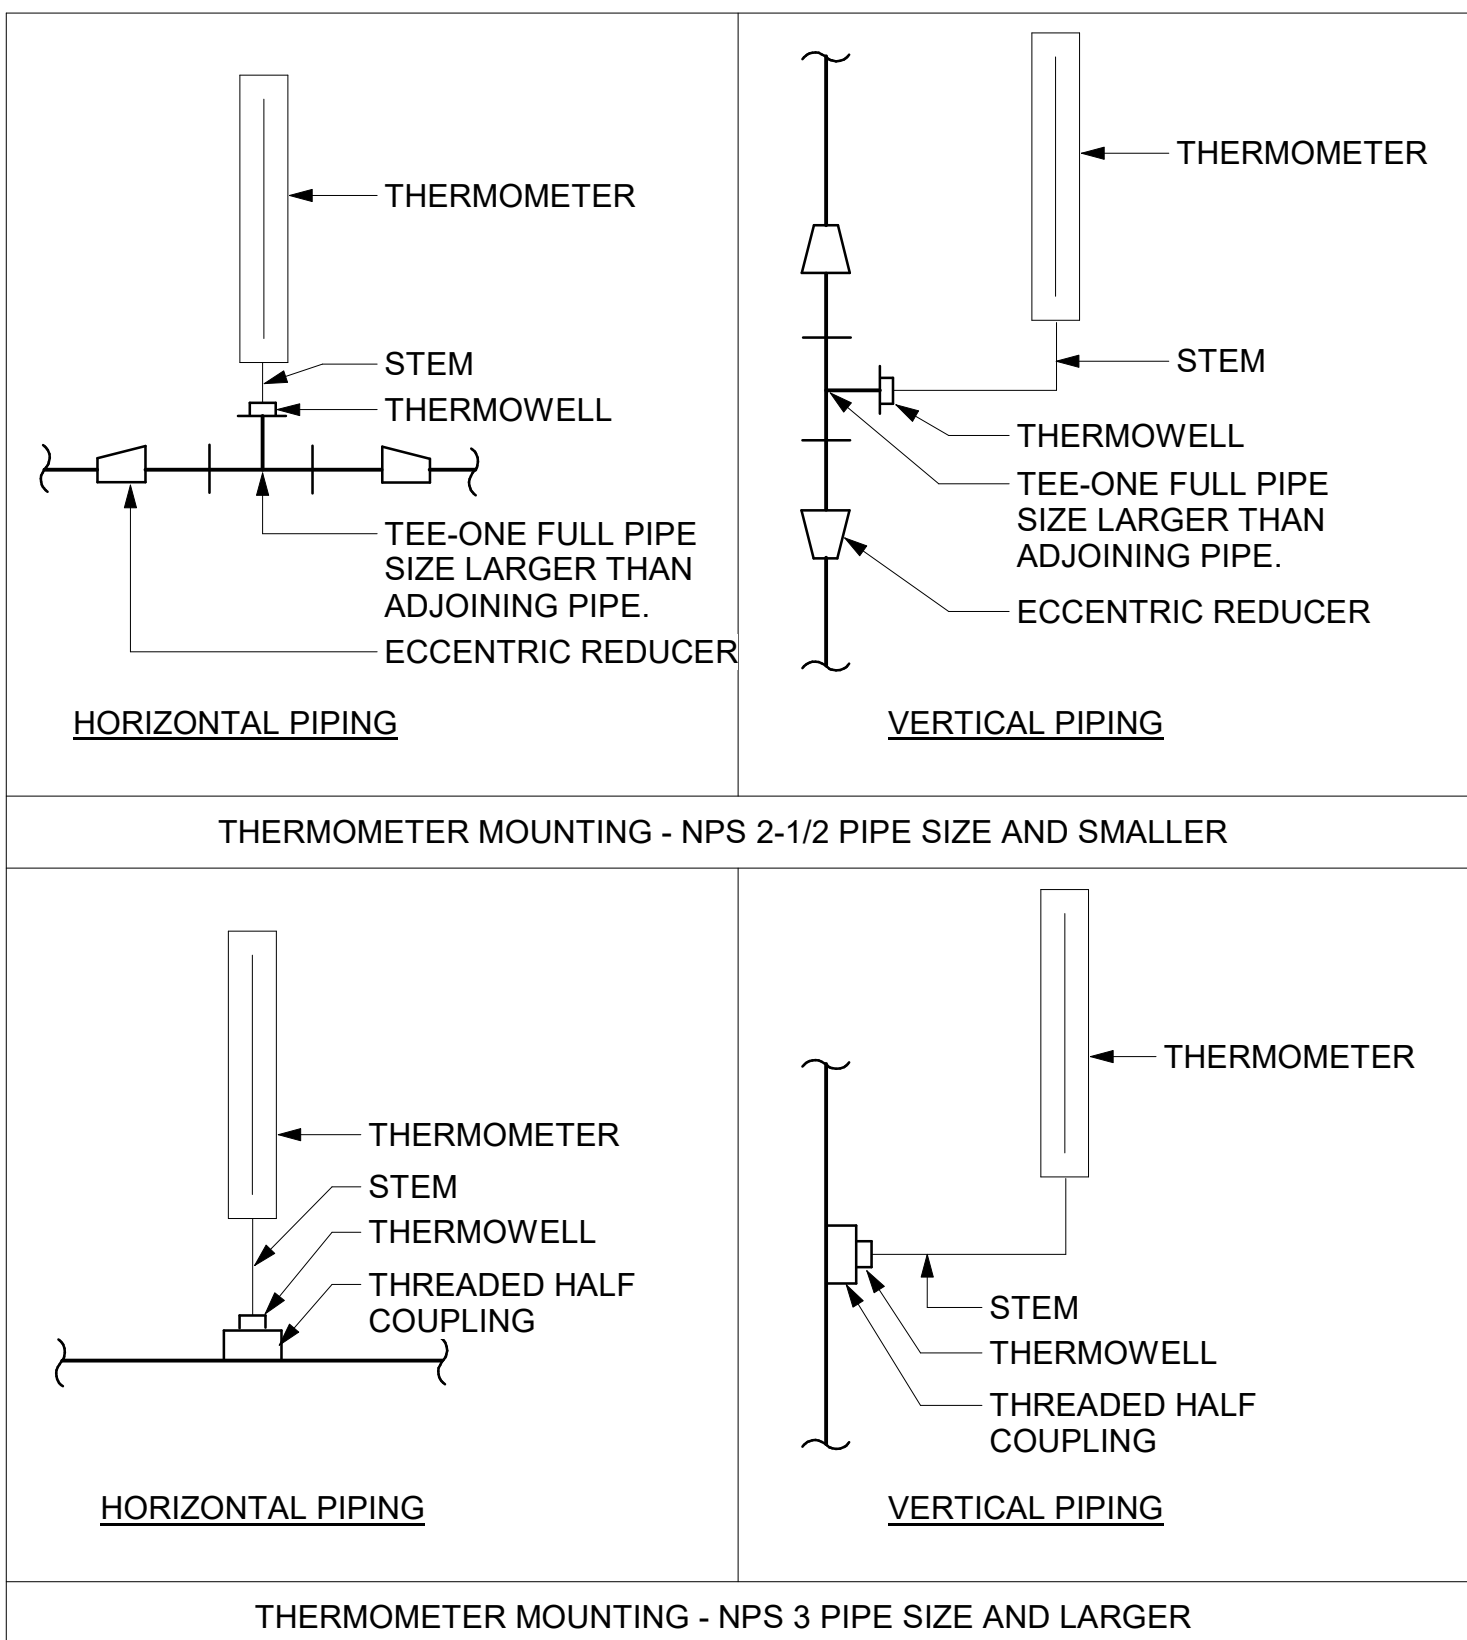 THERMOMETER
STEM
THERMOWELL
TEE-ONE FULL PIPE
SIZE LARGER THAN
ADJOINING PIPE.
ECCENTRIC REDUCER
HORIZONTAL PIPING
THERMOMETER
STEM
THERMOWELL
TEE-ONE FULL PIPE
SIZE LARGER THAN
ADJOINING PIPE.
ECCENTRIC REDUCER
VERTICAL PIPING
THERMOMETER MOUNTING - NPS 2-1/2 PIPE SIZE AND SMALLER
THERMOMETER
STEM
THERMOWELL
THREADED HALF
COUPLING
HORIZONTAL PIPING
THERMOMETER
STEM
THERMOWELL
THREADED HALF
COUPLING
VERTICAL PIPING
THERMOMETER MOUNTING - NPS 3 PIPE SIZE AND LARGER